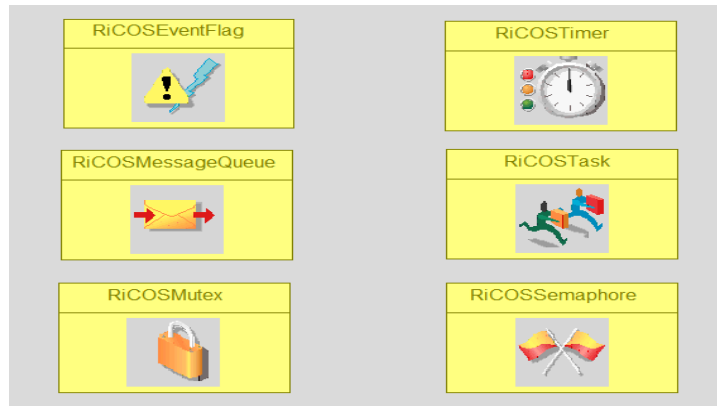 RiCOSEventFlag
RiCOSTimer
RiCOSMessageQueue
RiCOSTask
RiCOSMutex
RiCOSSemaphore